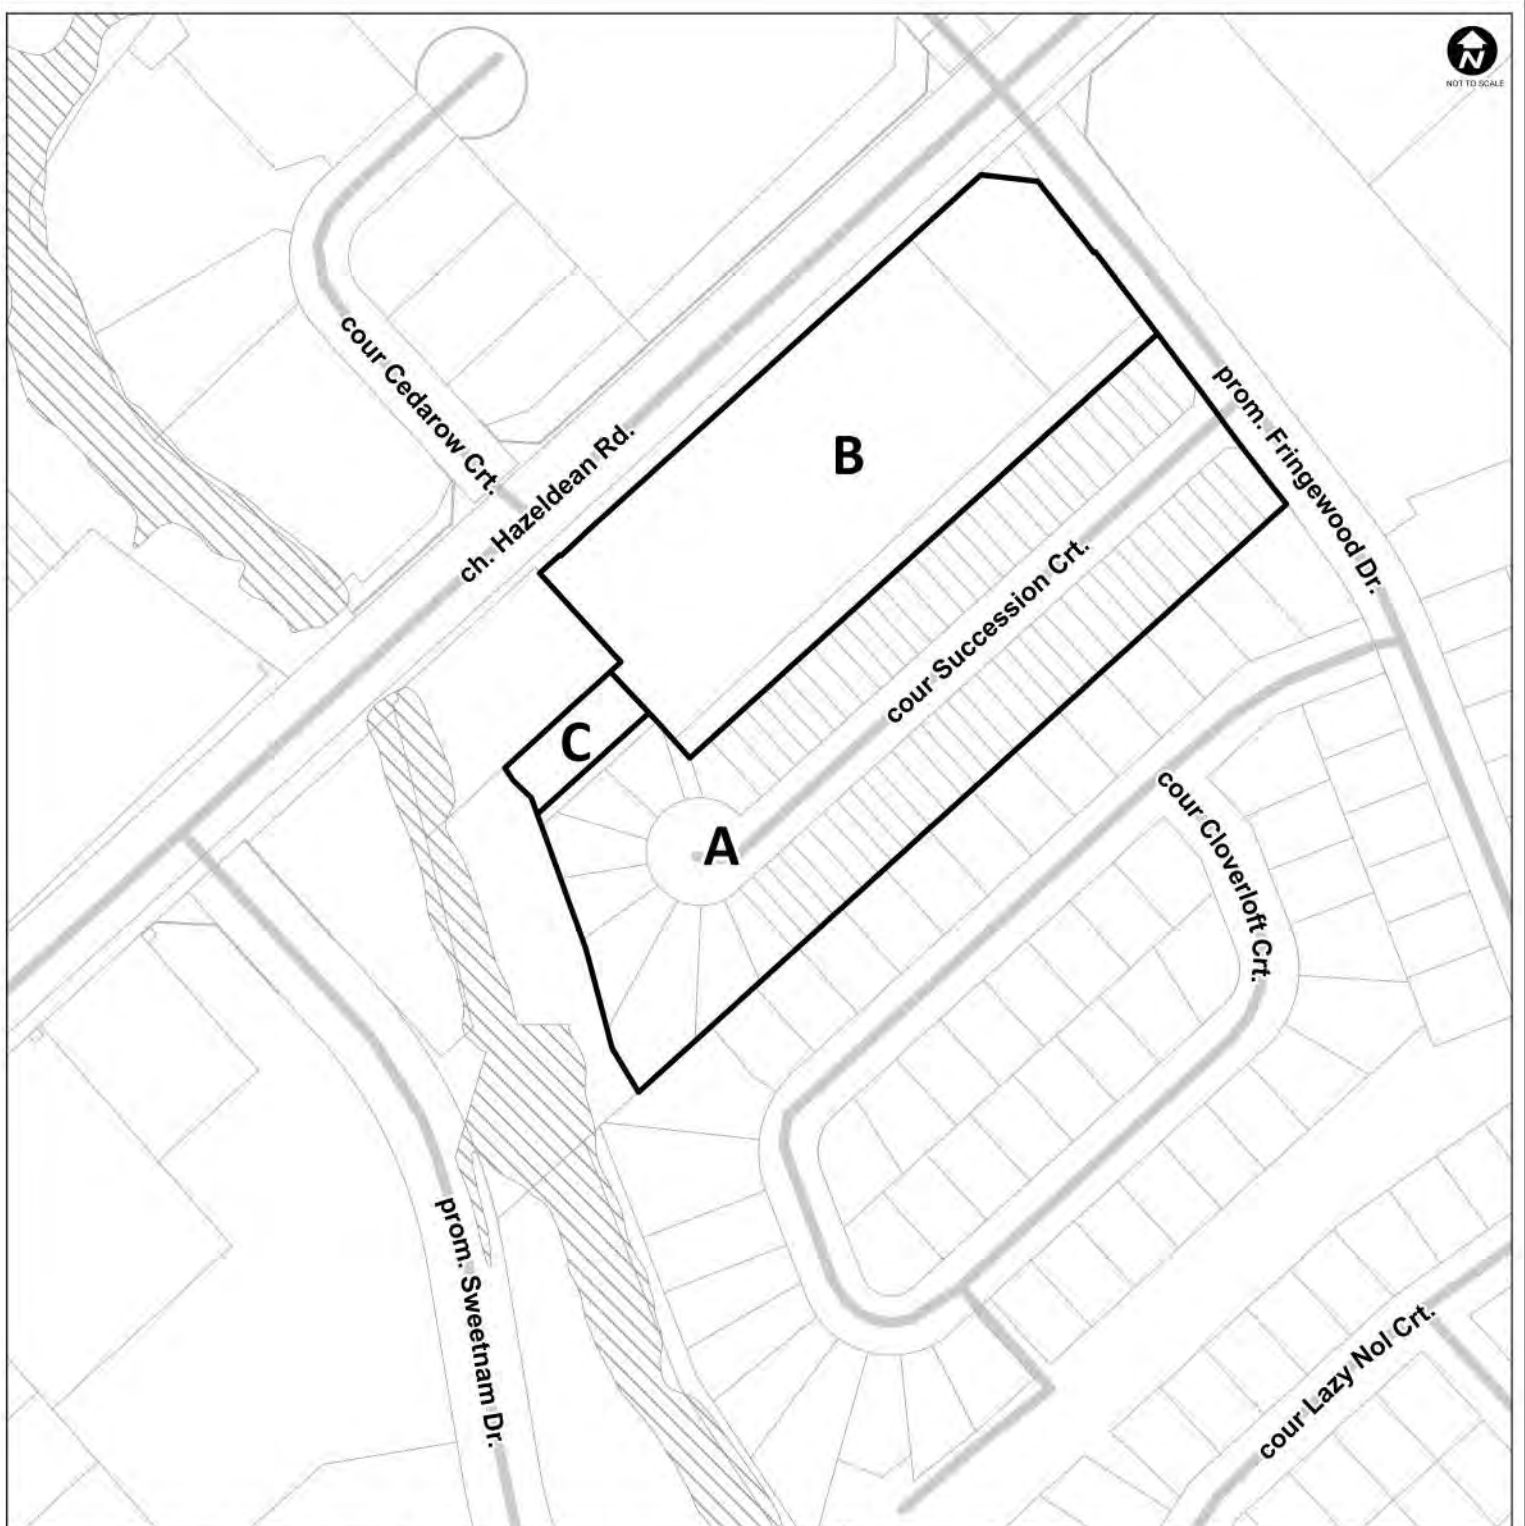 N
NOT TO SCALE
cour Cedarow Crt.
ch. Hazeldean Rd.
prom. Fringewood Dr.
B
cour Succession Crt.
C
A
cour Cloverloft Crt.
prom. Sweetnam Dr.
cour Lazy Nol Crt.